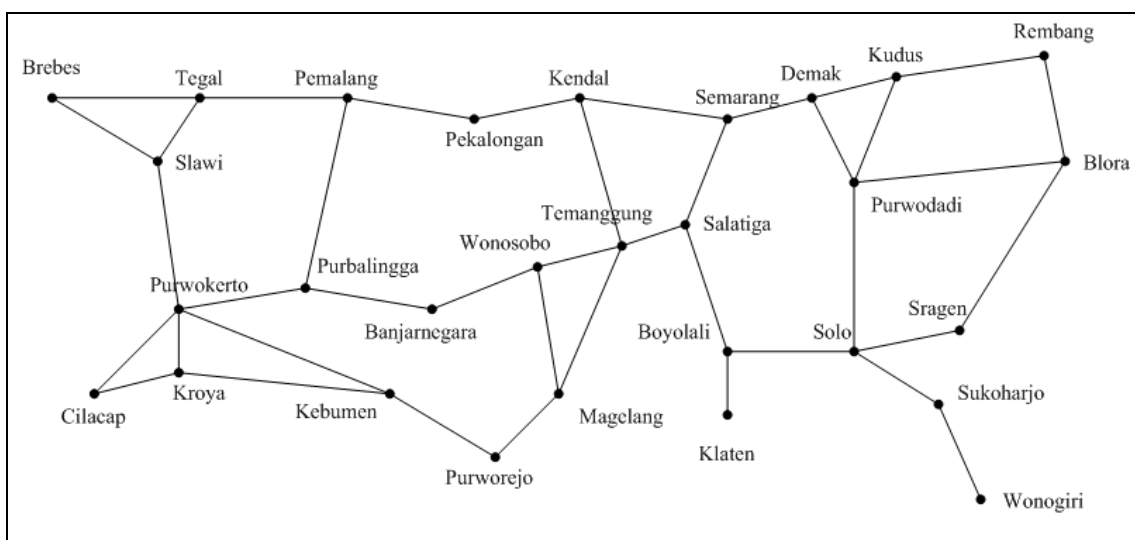 Rembang
Kudus
Brebes
Tegal
Pemalang
Kendal
Demak
Semarang
Pekalongan
Slawi
Blora
Purwodadi
Temanggung
Salatiga
Wonosobo
Purbalingga
Purwokerto
Sragen
Banjarnegara
Boyolali
Solo
Kroya
Cilacap
Kebumen
Magelang
Sukoharjo
Klaten
Purworejo
Wonogiri